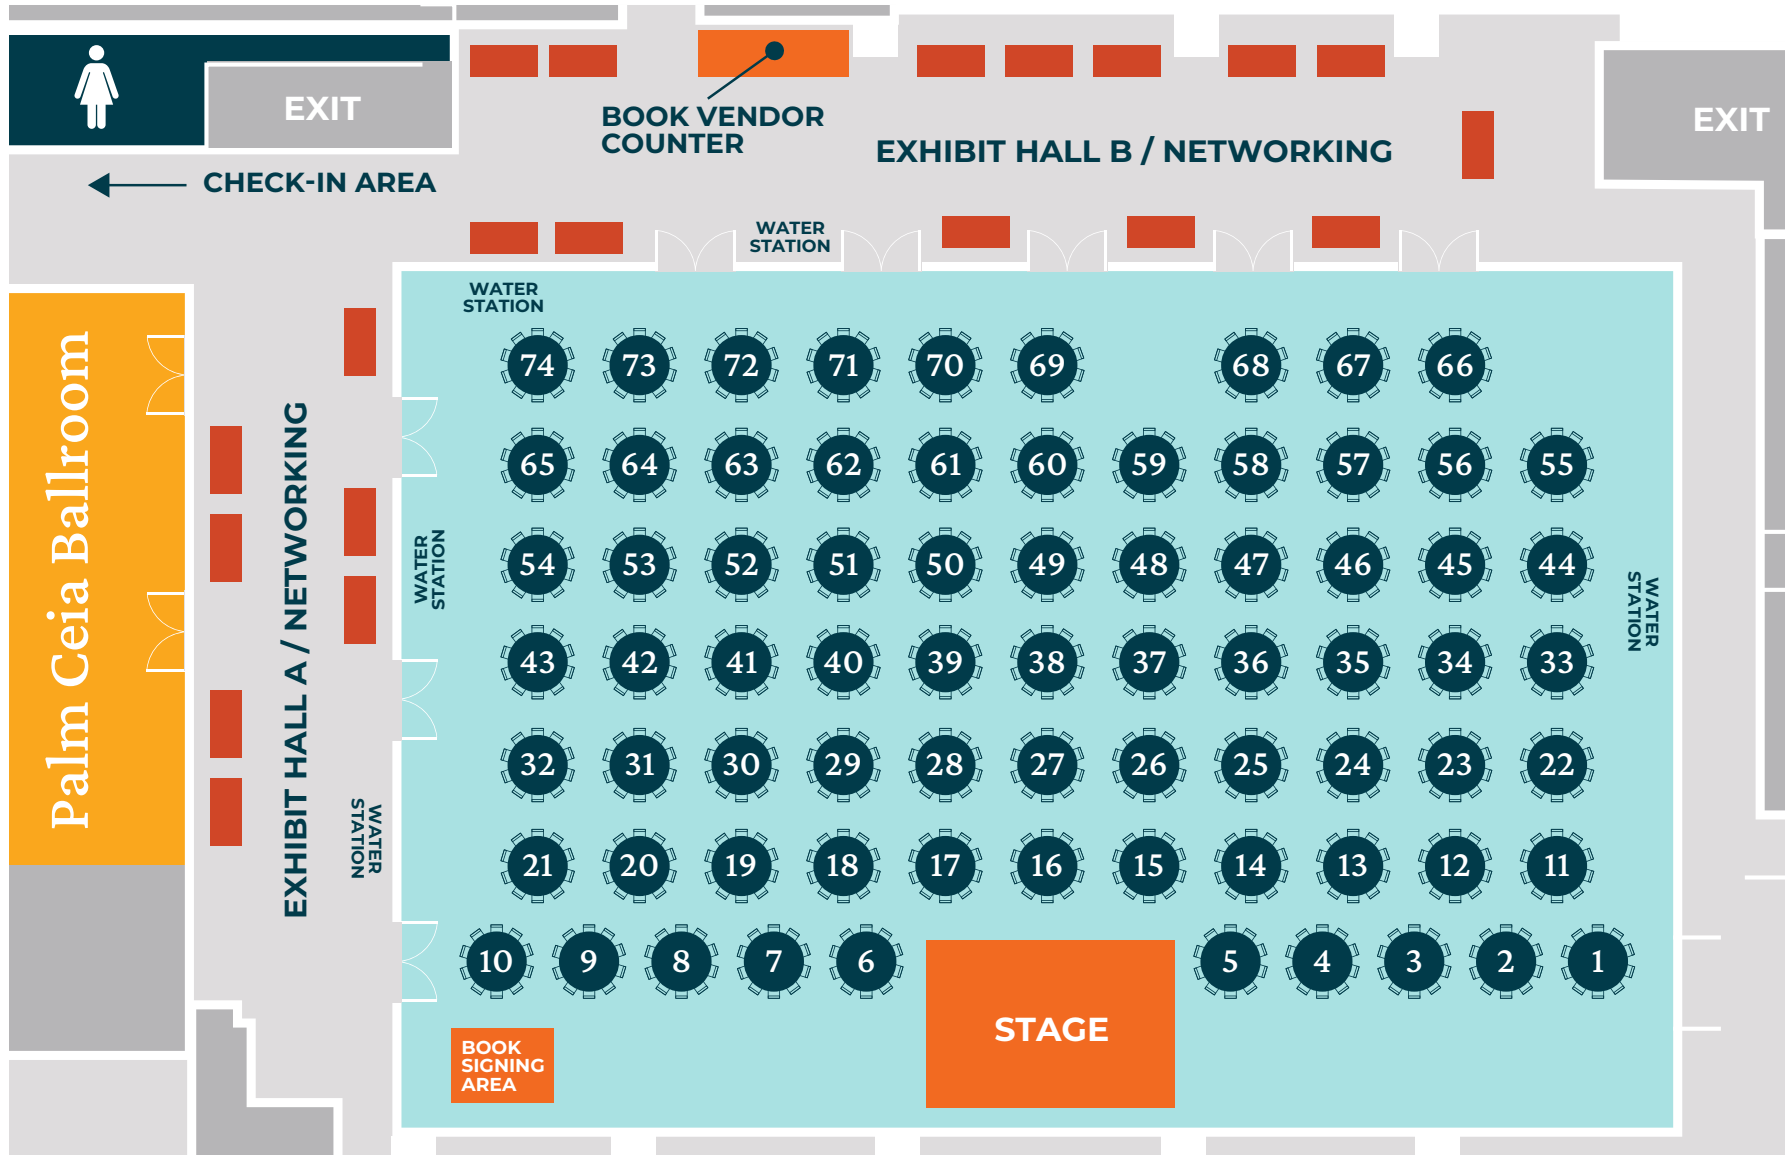 EXIT
EXIT
BOOK VENDOR
COUNTER
EXHIBIT HALL B / NETWORKING
CHECK-IN AREA
WATER
STATION
WATER
STATION
Palm Ceia Ballroom
EXHIBIT HALL A / NETWORKING
WATER
STATION
WATER
STATION
WATER
STATION
74 73 72 71 70 69 68 67 66
65 64 63 62 61 60 59 58 57 56 55
54 53 52 51 50 49 48 47 46 45 44
43 42 41 40 39 38 37 36 35 34 33
32 31 30 29 28 27 26 25 24 23 22
21 20 19 18 17 16 15 14 13 12 11
10 9 8 7 6 5 4 3 2 1
STAGE
BOOK
SIGNING
AREA